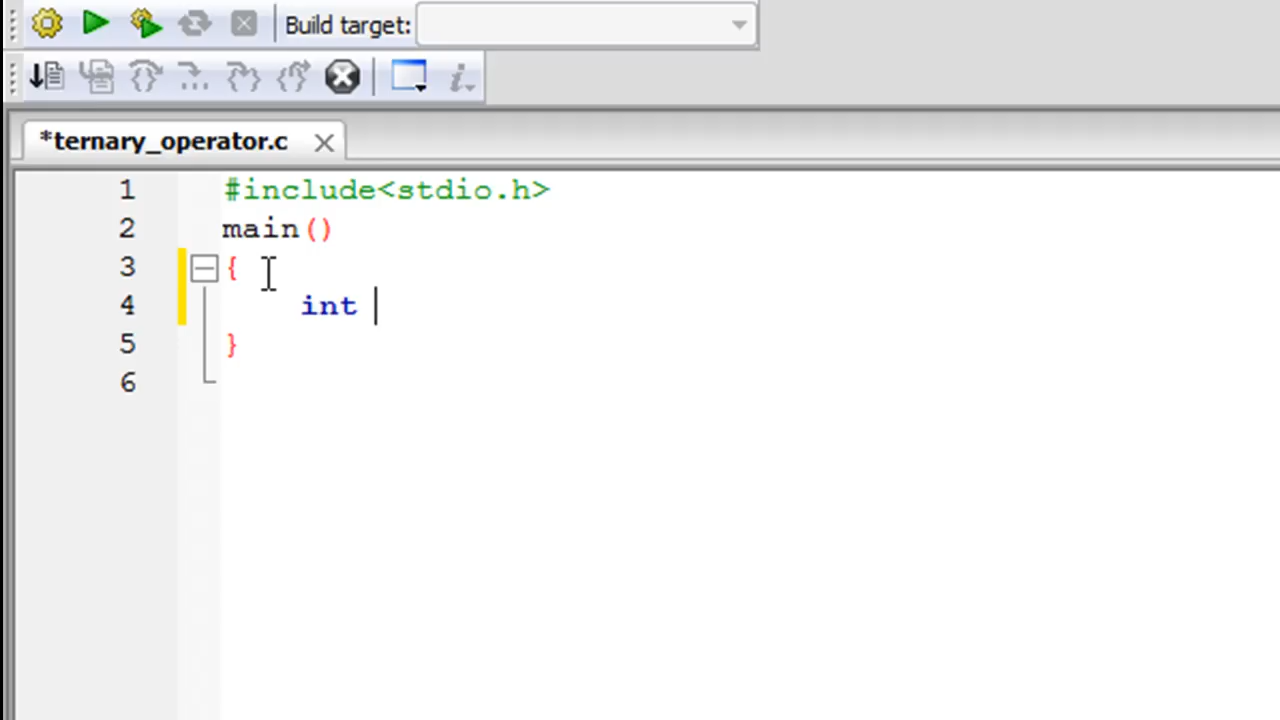 Build target:
*ternary_operator.c
1 #include<stdio.h>
2 main()
3 {
4 int
5 }
6